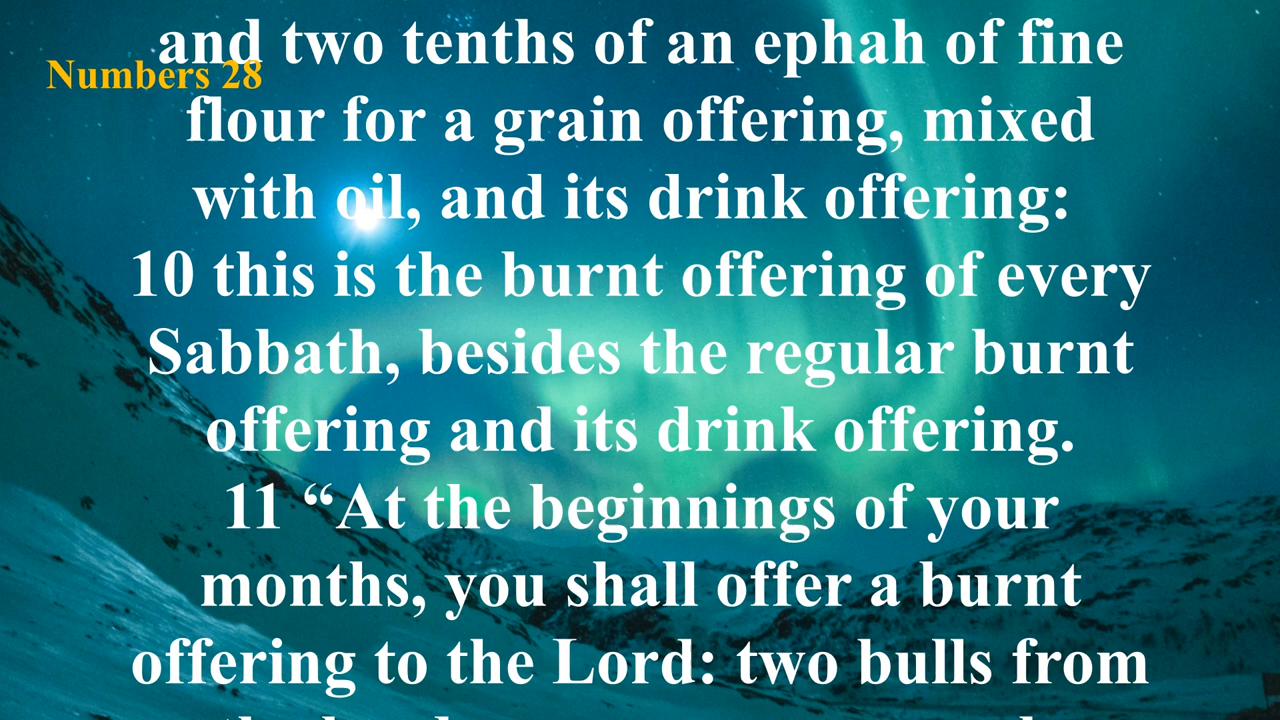 and two tenths of an ephah of fine
Numbers 28
flour for a grain offering, mixed
with oil, and its drink offering:
10 this is the burnt offering of every
Sabbath, besides the regular burnt
offering and its drink offering.
11 “At the beginnings of your
months, you shall offer a burnt
offering to the Lord: two bulls from